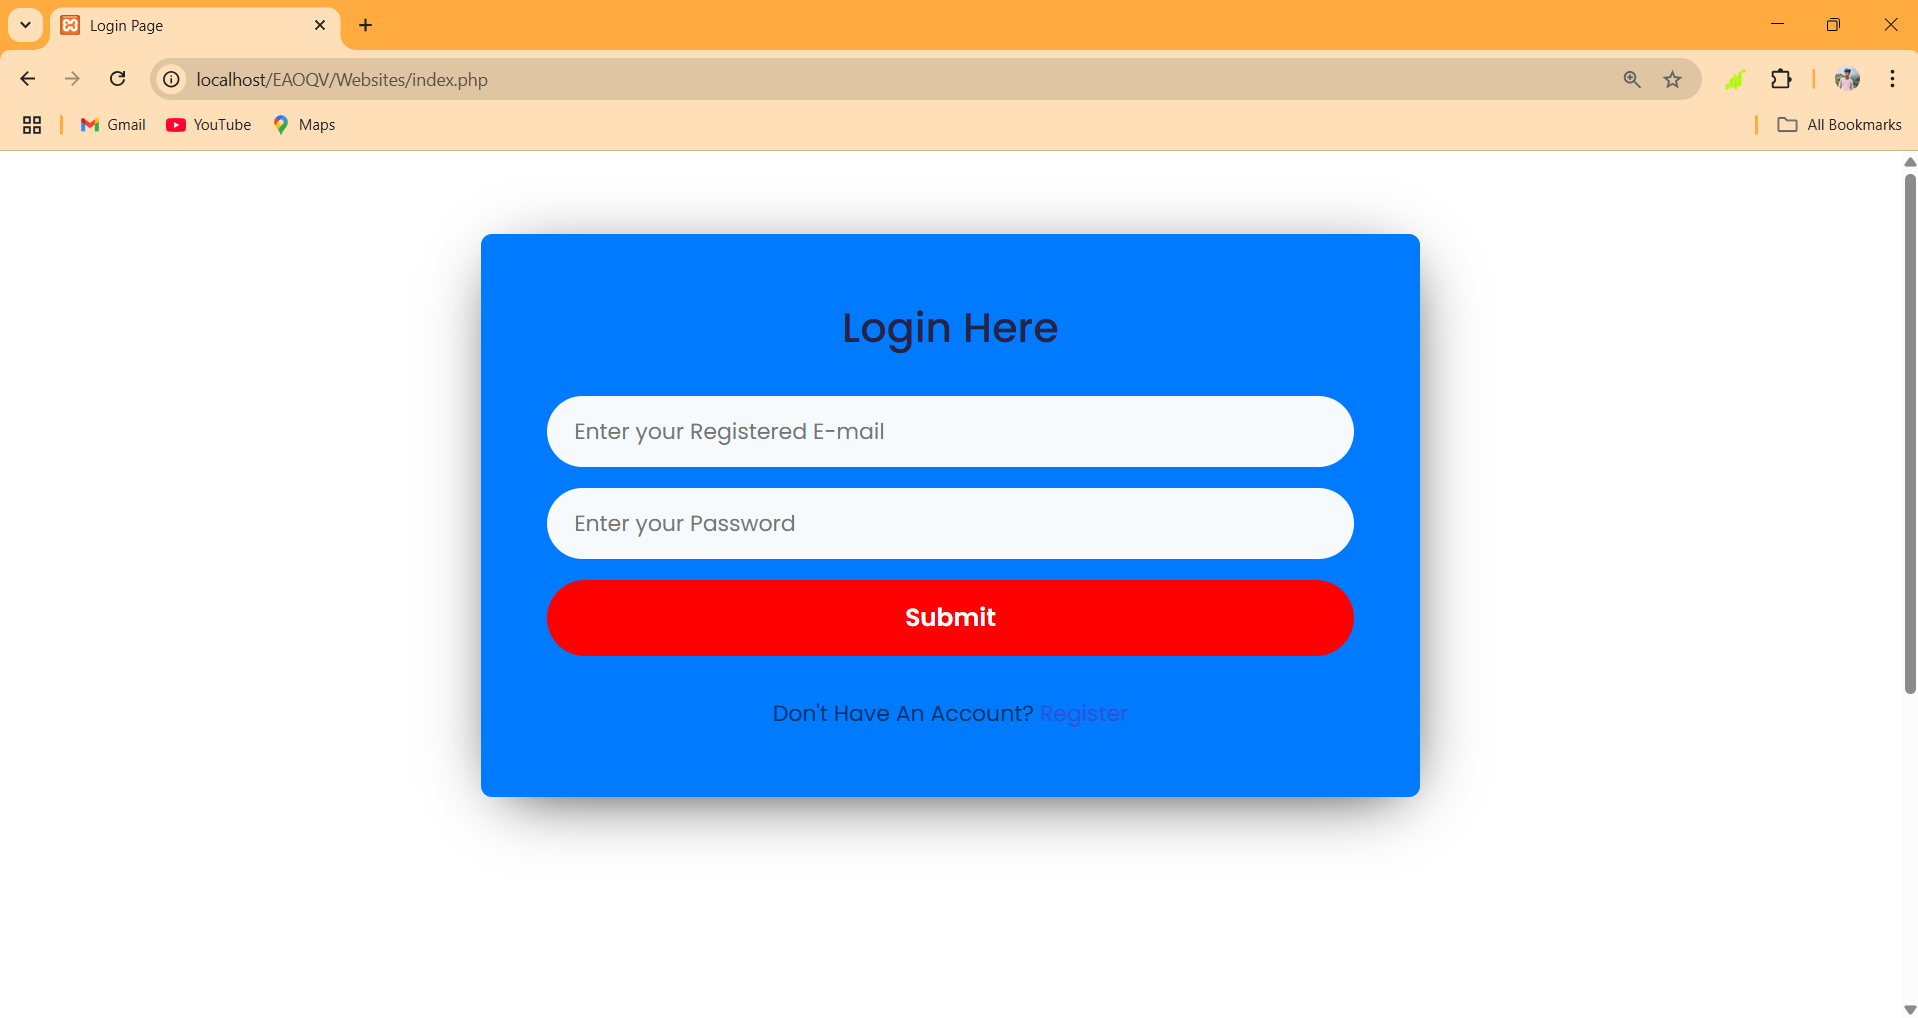 Login Page
localhost/EAOQV/Websites/index.php
Gmail YouTube Maps All Bookmarks
Login Here
Enter your Registered E-mail
Enter your Password
Submit
Don't Have An Account? Register